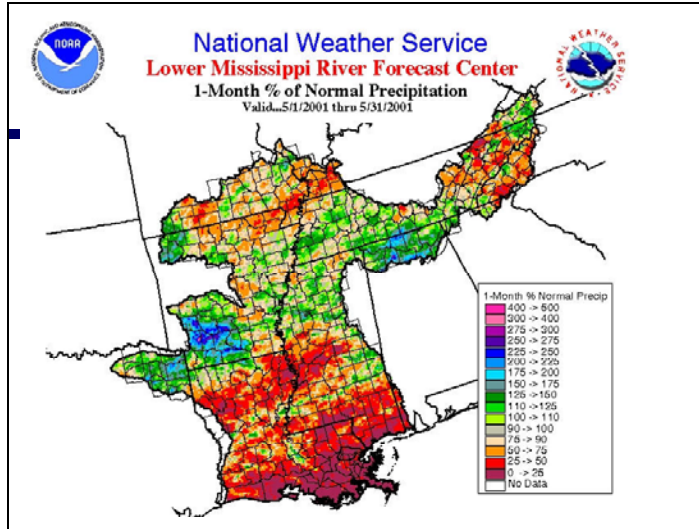 NOAA
National Weather Service
Lower Mississippi River Forecast Center
1-Month % of Normal Precipitation
Valid...5/1/2001 thru 5/31/2001
1-Month % Normal Precip
400 -> 500
300 -> 400
275 -> 300
250 -> 275
225 -> 250
200 -> 225
175 -> 200
150 -> 175
125 -> 150
110 -> 125
100 -> 110
90 -> 100
75 -> 90
50 -> 75
25 -> 50
0 -> 25
No Data